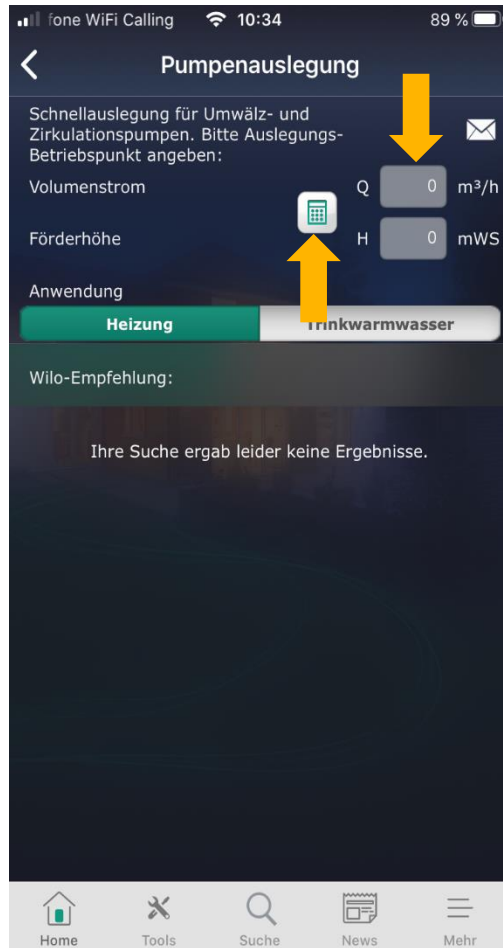 fone WiFi Calling 10:34 89 %
Pumpenauslegung
Schnellauslegung für Umwälz- und
Zirkulationspumpen. Bitte Auslegungs-
Betriebspunkt angeben:
Volumenstrom Q 0 m³/h
Förderhöhe H 0 mWS
Anwendung
Heizung Trinkwarmwasser
Wilo-Empfehlung:
Ihre Suche ergab leider keine Ergebnisse.
Home Tools Suche News Mehr